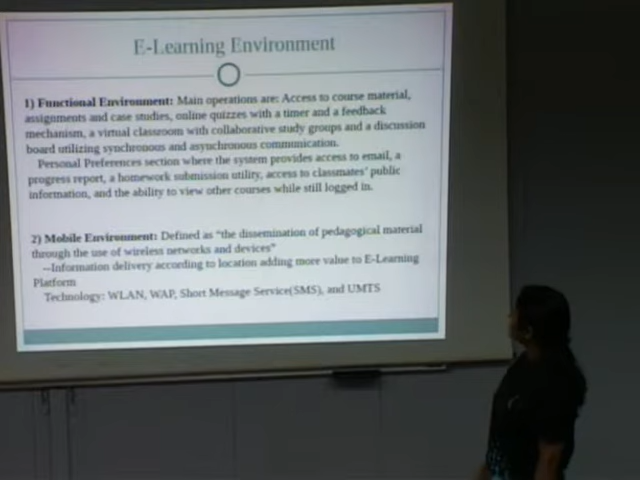 E-Learning Environment
1) Functional Environment: Main operations are: Access to course material,
assignments and case studies, online quizzes with a timer and a feedback
mechanism, a virtual classroom with collaborative study groups and a discussion
board utilizing synchronous and asynchronous communication.
Personal Preferences section where the system provides access to email, a
progress report, a homework submission utility, access to classmates' public
information, and the ability to view other courses while still logged in.
2) Mobile Environment: Defined as "the dissemination of pedagogical material
through the use of wireless networks and devices"
--Information delivery according to location adding more value to E-Learning
Platform
Technology: WLAN, WAP, Short Message Service(SMS), and UMTS